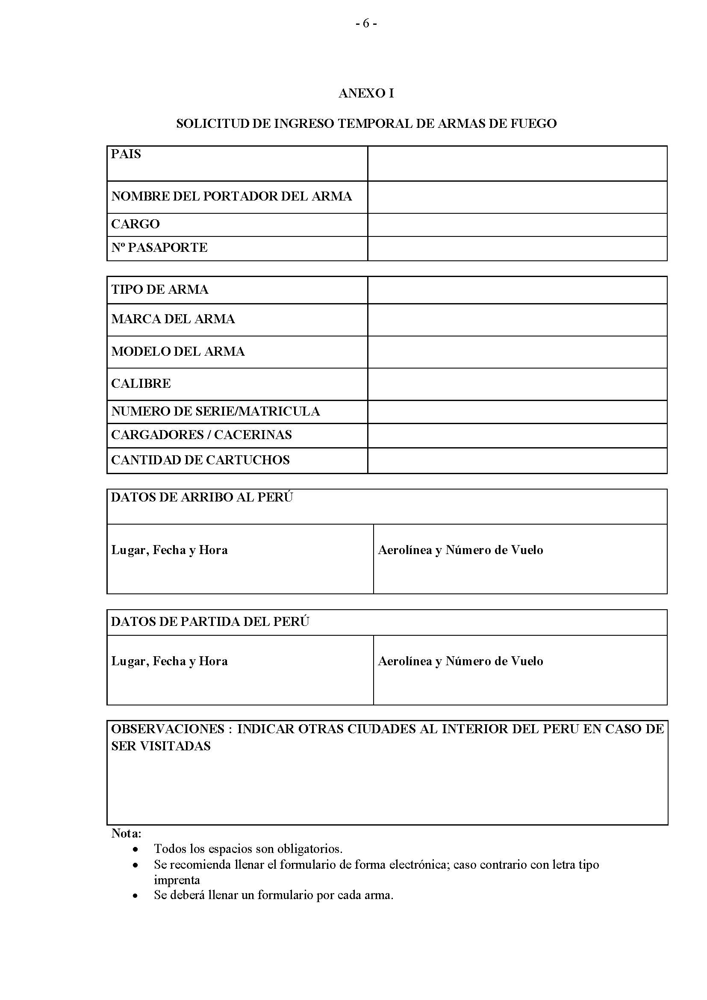 - 6 -
ANEXO I
SOLICITUD DE INGRESO TEMPORAL DE ARMAS DE FUEGO
PAIS
NOMBRE DEL PORTADOR DEL ARMA
CARGO
Nº PASAPORTE
TIPO DE ARMA
MARCA DEL ARMA
MODELO DEL ARMA
CALIBRE
NUMERO DE SERIE/MATRICULA
CARGADORES / CACERINAS
CANTIDAD DE CARTUCHOS
DATOS DE ARRIBO AL PERÚ
Lugar, Fecha y Hora
Aerolínea y Número de Vuelo
DATOS DE PARTIDA DEL PERÚ
Lugar, Fecha y Hora
Aerolínea y Número de Vuelo
OBSERVACIONES : INDICAR OTRAS CIUDADES AL INTERIOR DEL PERU EN CASO DE
SER VISITADAS
Nota:
• Todos los espacios son obligatorios.
• Se recomienda llenar el formulario de forma electrónica; caso contrario con letra tipo
imprenta
• Se deberá llenar un formulario por cada arma.